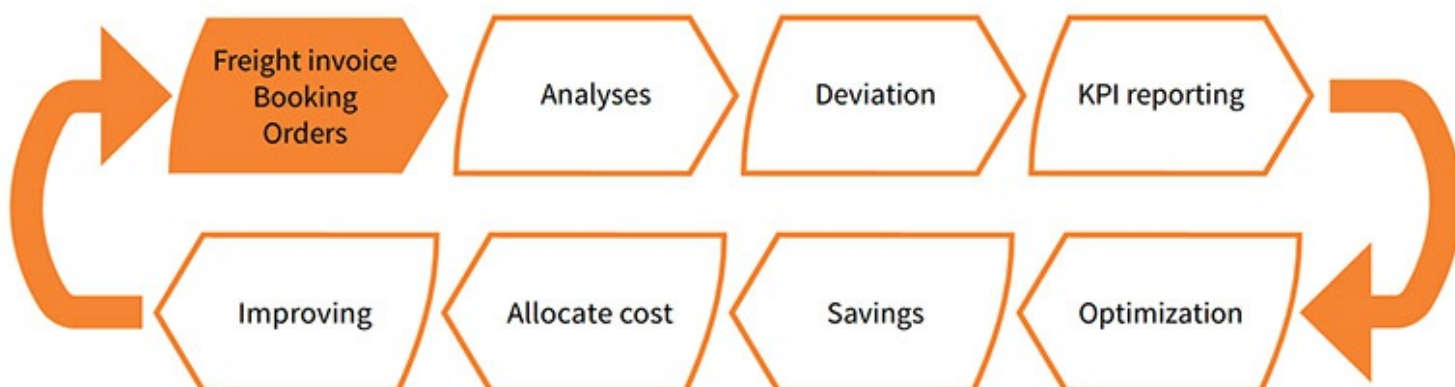 Freight invoice
Booking
Orders
Analyses
Deviation
KPI reporting
Improving
Allocate cost
Savings
Optimization